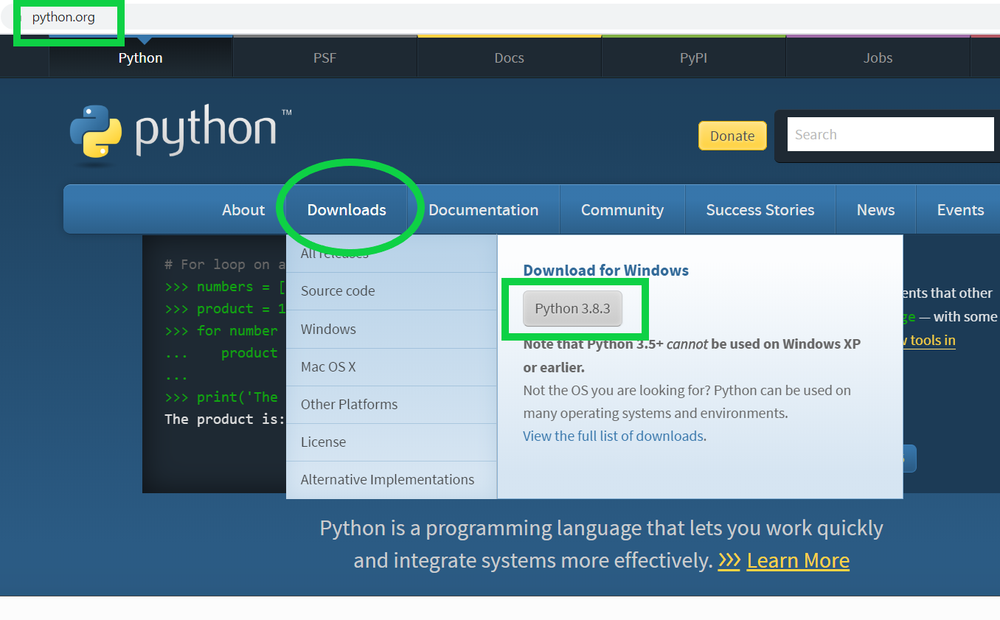 python.org
Python PSF Docs PyPI Jobs
python™
Donate
Search
About Downloads Documentation Community Success Stories News Events
# For loop on a
>>> numbers = [
>>> product = 1
>>> for number
... product
...
>>> print('The
The product is:
All releases
Source code
Windows
Mac OS X
Other Platforms
License
Alternative Implementations
Download for Windows
Python 3.8.3
Note that Python 3.5+ cannot be used on Windows XP
or earlier.
Not the OS you are looking for? Python can be used on
many operating systems and environments.
View the full list of downloads.
ents that other
ge — with some
tools in
Python is a programming language that lets you work quickly
and integrate systems more effectively. >>> Learn More